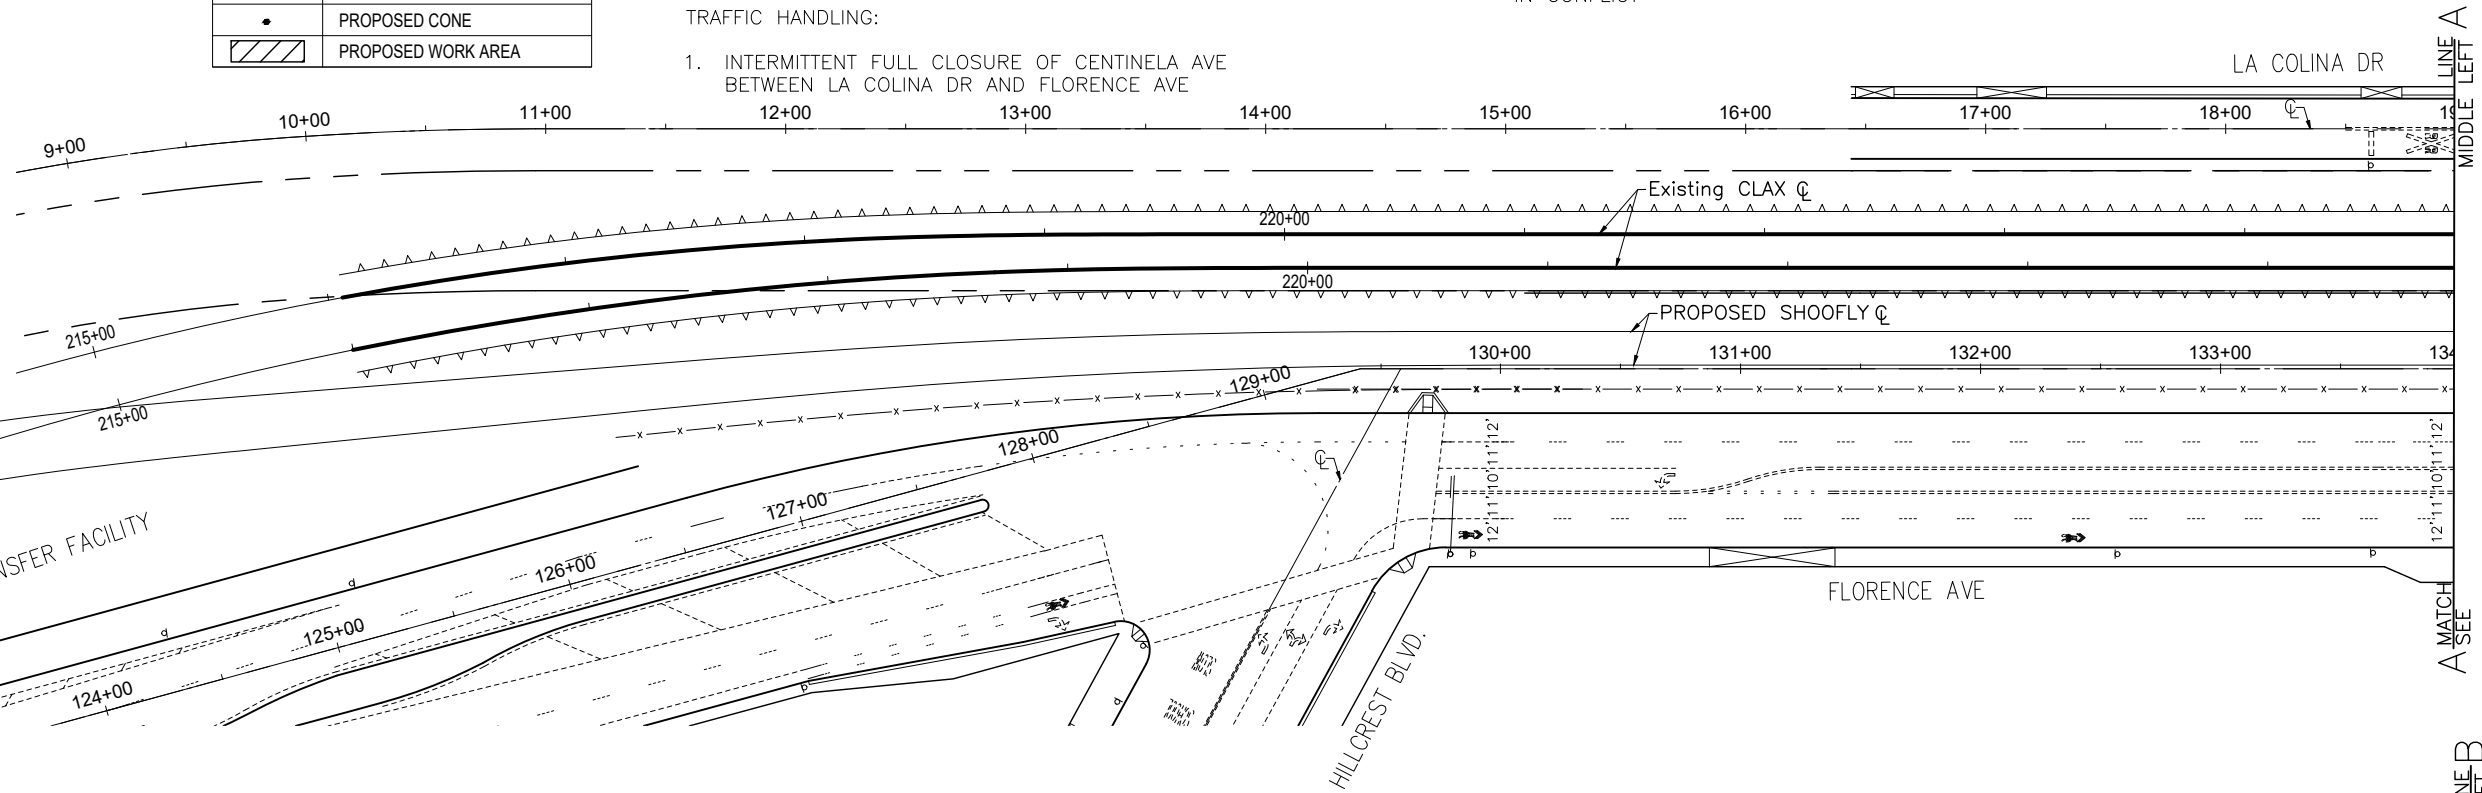 PROPOSED CONE
PROPOSED WORK AREA
TRAFFIC HANDLING:
1. INTERMITTENT FULL CLOSURE OF CENTINELA AVE
BETWEEN LA COLINA DR AND FLORENCE AVE
LA COLINA DR
LINE A
MIDDLE LEFT
9+00
10+00
11+00
12+00
13+00
14+00
15+00
16+00
17+00
18+00
℄
Existing CLAX ℄
220+00
220+00
215+00
215+00
PROPOSED SHOOFLY ℄
124+00
125+00
126+00
127+00
128+00
129+00
130+00
131+00
132+00
133+00
℄
12'11'10'11'12'
12'11'10'11'12'
NSFER FACILITY
FLORENCE AVE
HILLCREST BLVD.
A MATCH
SEE
B